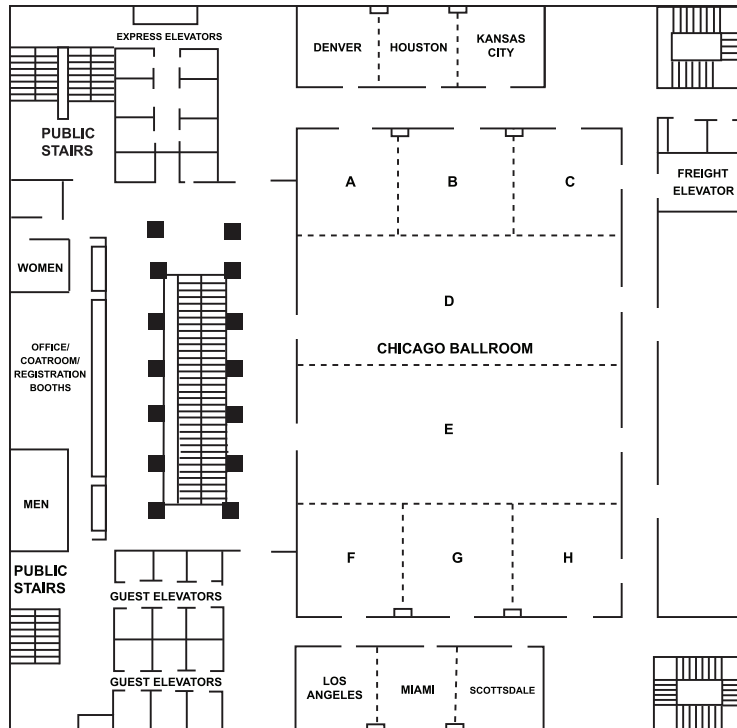 EXPRESS ELEVATORS
DENVER
HOUSTON
KANSAS
CITY
PUBLIC
STAIRS
A
B
C
FREIGHT
ELEVATOR
WOMEN
D
OFFICE/
COATROOM/
REGISTRATION
BOOTHS
CHICAGO BALLROOM
E
MEN
F
G
H
PUBLIC
STAIRS
GUEST ELEVATORS
GUEST ELEVATORS
LOS
ANGELES
MIAMI
SCOTTSDALE